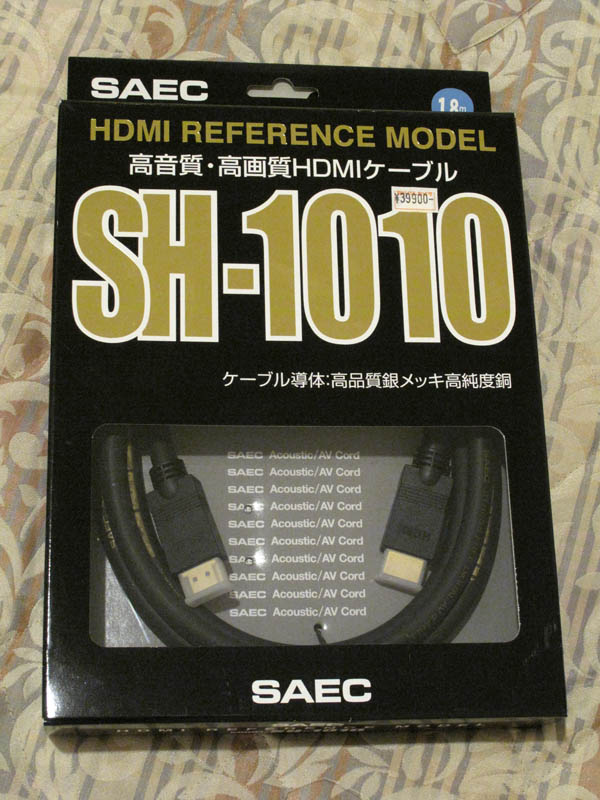 SAEC
1.8m
HDMI REFERENCE MODEL
高音質・高画質HDMIケーブル
¥39900-
SH-1010
ケーブル導体:高品質銀メッキ高純度銅
SAEC Acoustic/AV Cord
SAEC Acoustic/AV Cord
SAEC Acoustic/AV Cord
SAEC Acoustic/AV Cord
SAEC Acoustic/AV Cord
SAEC Acoustic/AV Cord
SAEC Acoustic/AV Cord
SAEC Acoustic/AV Cord
SAEC Acoustic/AV Cord
SAEC Acoustic/AV Cord
HDMI
SAEC
HDMI REFERENCE MODEL